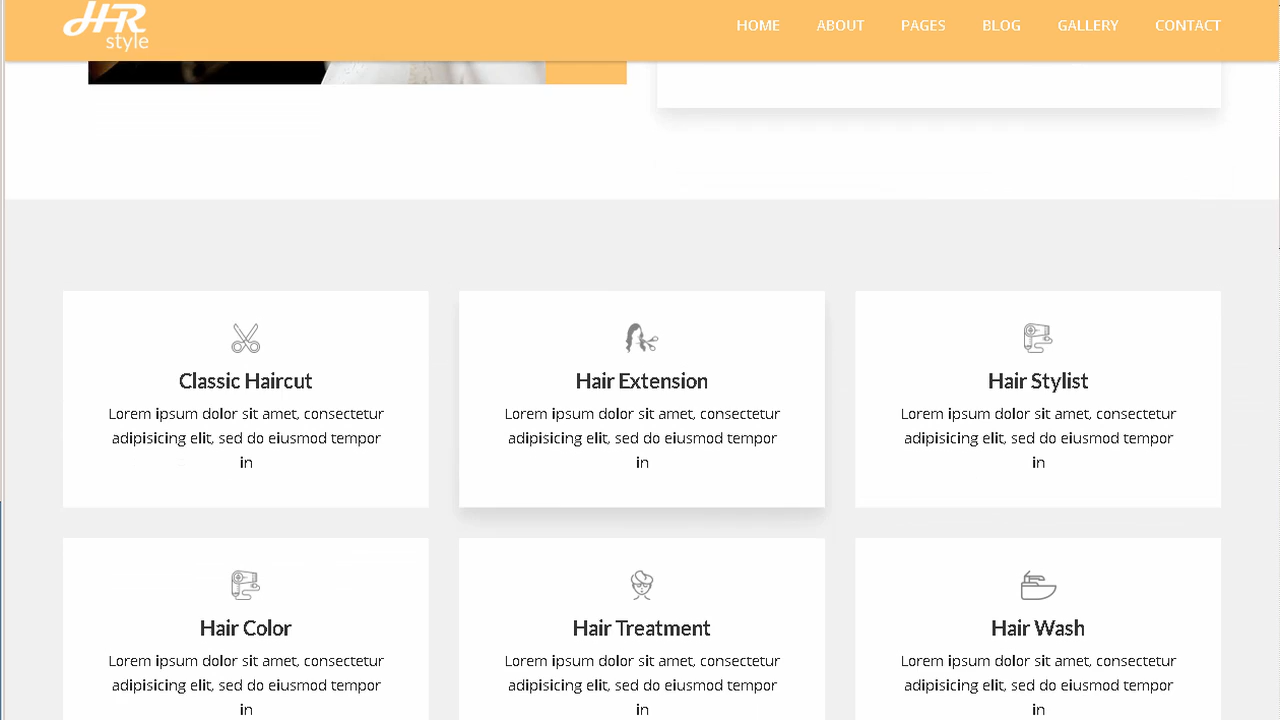 HR
style
HOME ABOUT PAGES BLOG GALLERY CONTACT
Classic Haircut
Lorem ipsum dolor sit amet, consectetur
adipisicing elit, sed do eiusmod tempor
in
Hair Extension
Lorem ipsum dolor sit amet, consectetur
adipisicing elit, sed do eiusmod tempor
in
Hair Stylist
Lorem ipsum dolor sit amet, consectetur
adipisicing elit, sed do eiusmod tempor
in
Hair Color
Lorem ipsum dolor sit amet, consectetur
adipisicing elit, sed do eiusmod tempor
in
Hair Treatment
Lorem ipsum dolor sit amet, consectetur
adipisicing elit, sed do eiusmod tempor
in
Hair Wash
Lorem ipsum dolor sit amet, consectetur
adipisicing elit, sed do eiusmod tempor
in